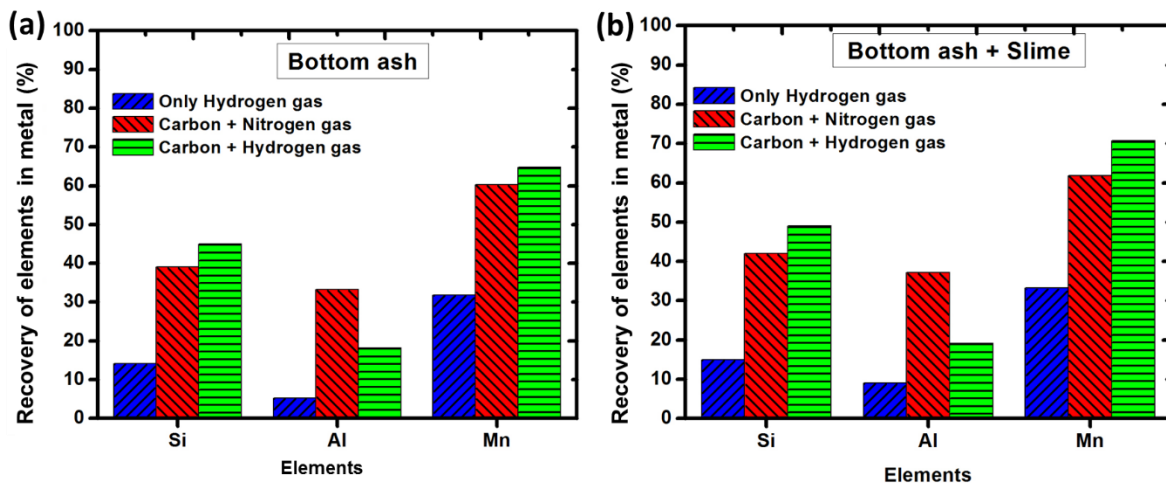 (a)
Recovery of elements in metal (%)
100
90
80
70
60
50
40
30
20
10
0
Bottom ash
Only Hydrogen gas
Carbon + Nitrogen gas
Carbon + Hydrogen gas
Si Al Mn
Elements
(b)
Recovery of elements in metal (%)
100
90
80
70
60
50
40
30
20
10
0
Bottom ash + Slime
Only Hydrogen gas
Carbon + Nitrogen gas
Carbon + Hydrogen gas
Si Al Mn
Elements